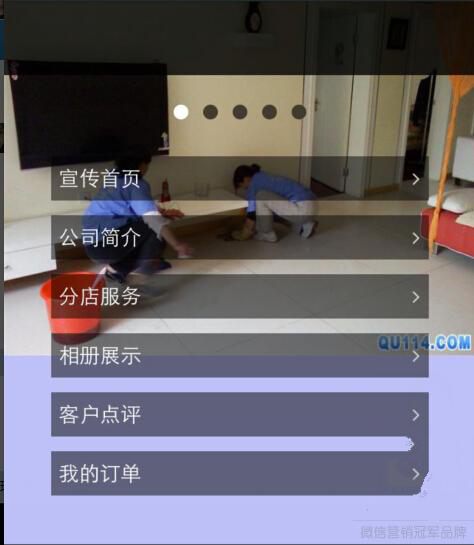 宣传首页
公司简介
分店服务
QU114.COM
相册展示
客户点评
我的订单
微信营销冠军品牌